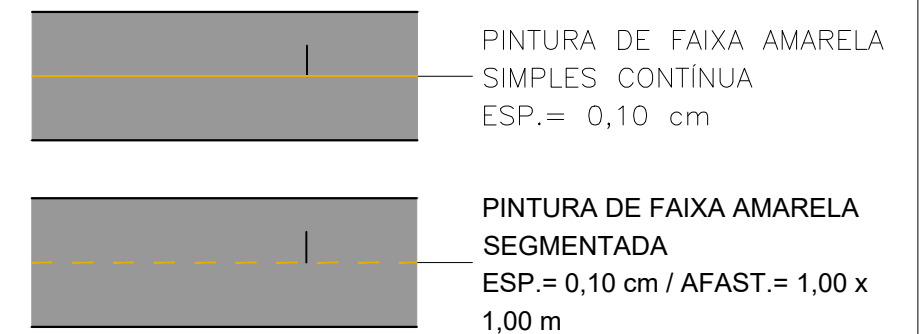 PINTURA DE FAIXA AMARELA
SIMPLES CONTÍNUA
ESP.= 0,10 cm
PINTURA DE FAIXA AMARELA
SEGMENTADA
ESP.= 0,10 cm / AFAST.= 1,00 x
1,00 m